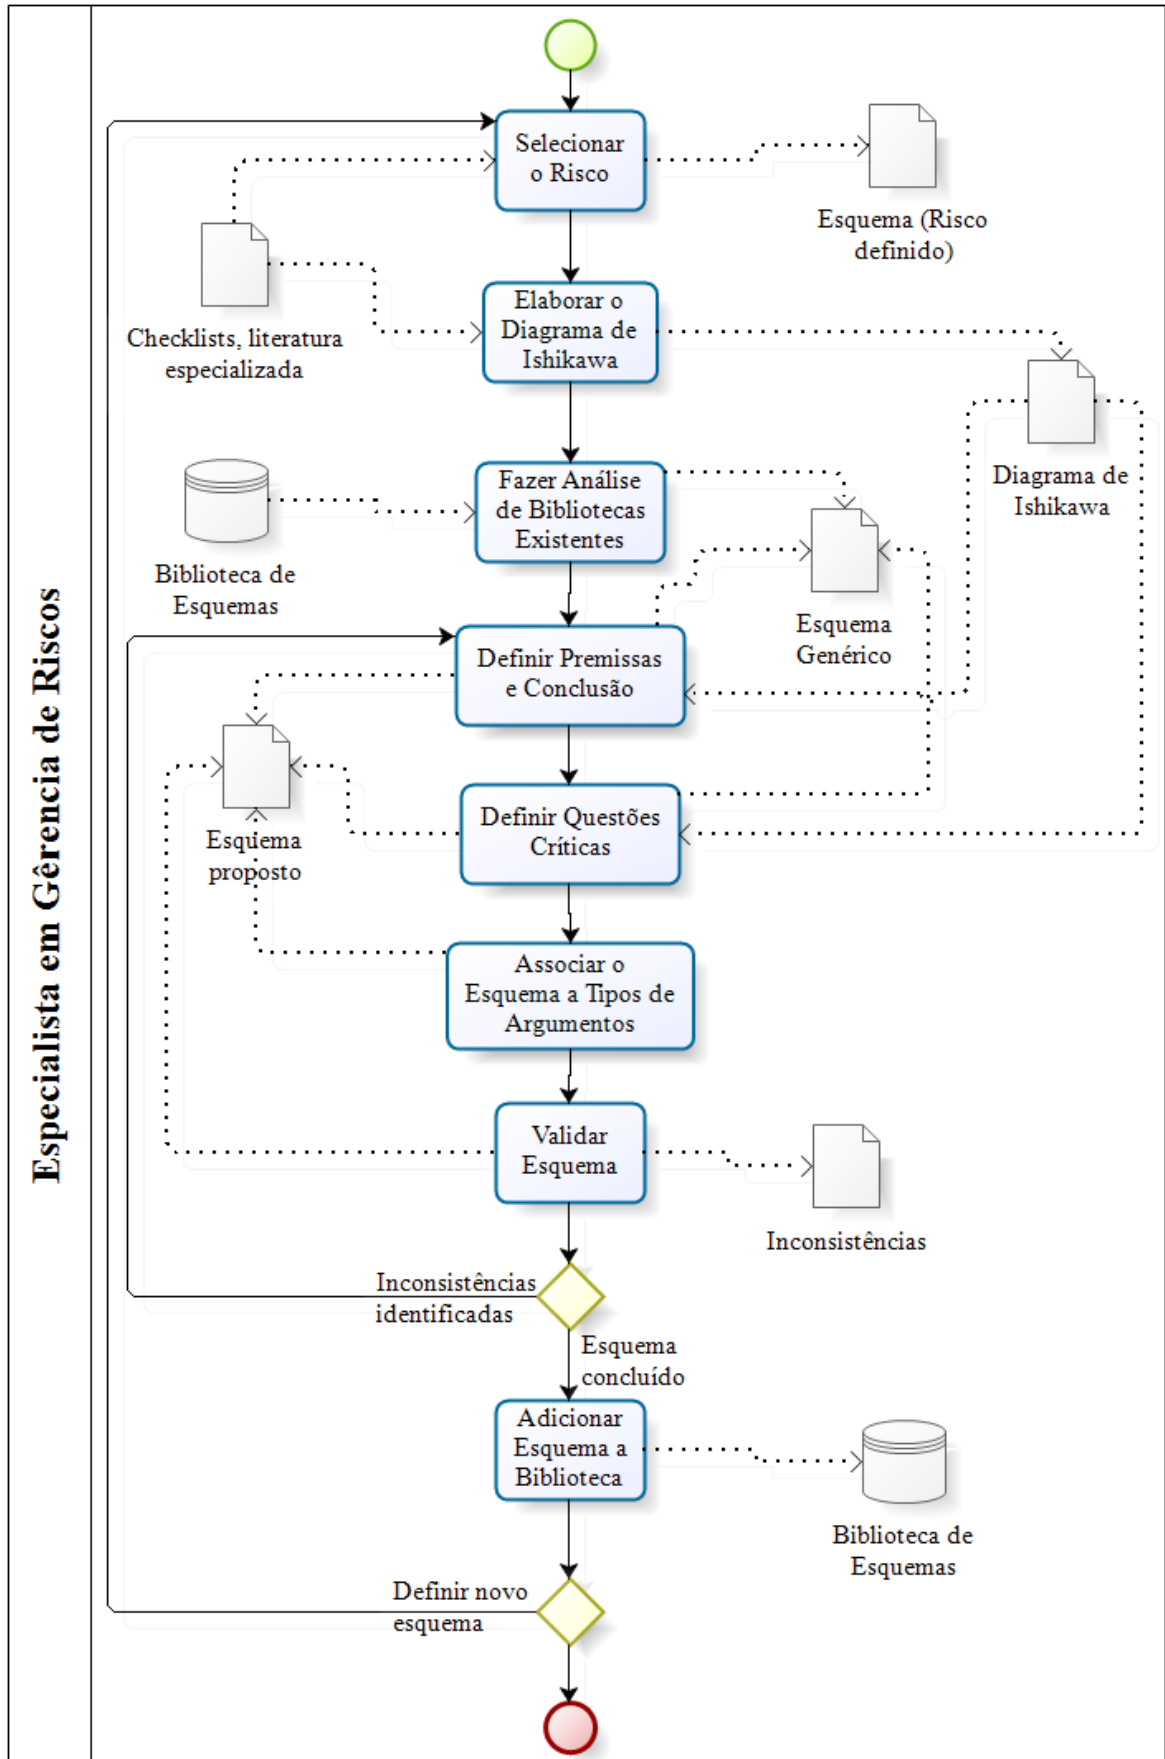 Especialista em Gêrencia de Riscos
Selecionar
o Risco
Esquema (Risco
definido)
Checklists, literatura
especializada
Elaborar o
Diagrama de
Ishikawa
Diagrama de
Ishikawa
Biblioteca de
Esquemas
Fazer Análise
de Bibliotecas
Existentes
Esquema
Genérico
Definir Premissas
e Conclusão
Esquema
proposto
Definir Questões
Críticas
Associar o
Esquema a Tipos de
Argumentos
Validar
Esquema
Inconsistências
Inconsistências
identificadas
Esquema
concluído
Adicionar
Esquema a
Biblioteca
Biblioteca de
Esquemas
Definir novo
esquema